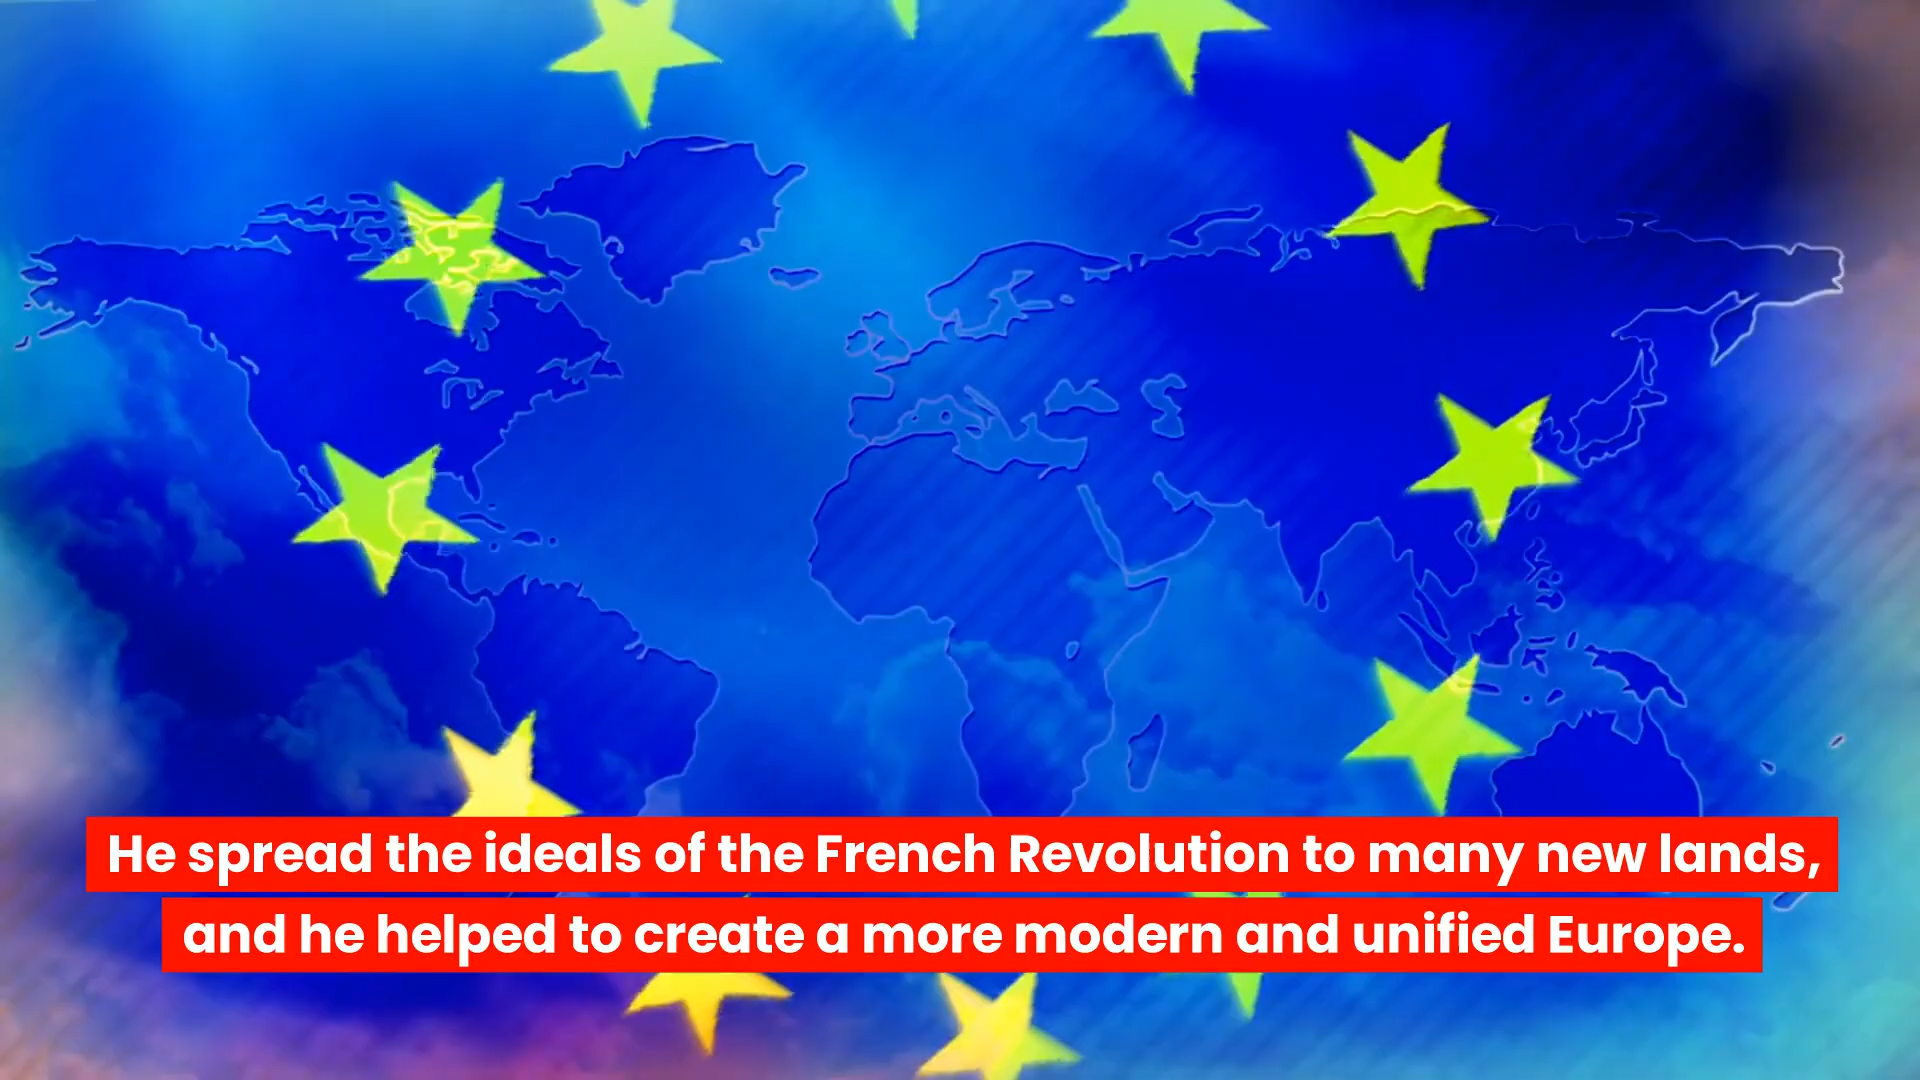 He spread the ideals of the French Revolution to many new lands,
and he helped to create a more modern and unified Europe.